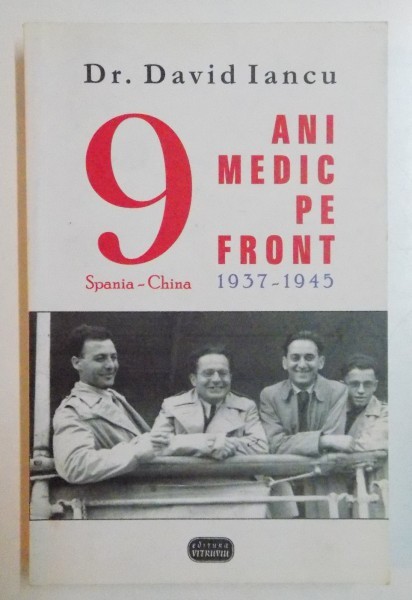 Dr. David Iancu
9
ANI
MEDIC
PE
FRONT
Spania - China
1937-1945
editura
VITRUVIU